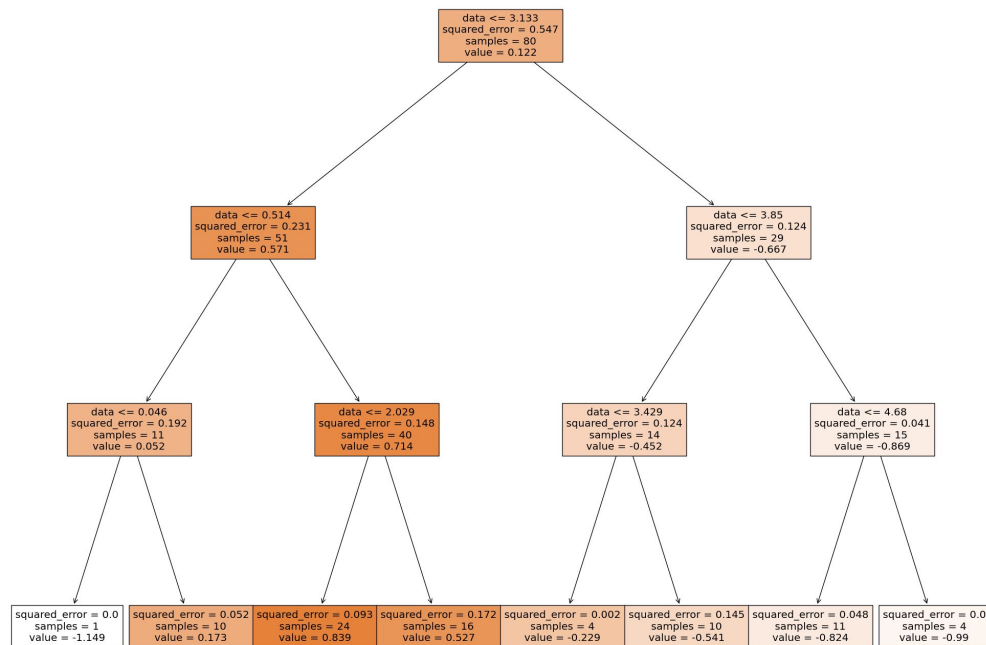 data <= 3.133
squared_error = 0.547
samples = 80
value = 0.122
data <= 0.514
squared_error = 0.231
samples = 51
value = 0.571
data <= 3.85
squared_error = 0.124
samples = 29
value = -0.667
data <= 0.046
squared_error = 0.192
samples = 11
value = 0.052
data <= 2.029
squared_error = 0.148
samples = 40
value = 0.714
data <= 3.429
squared_error = 0.124
samples = 14
value = -0.452
data <= 4.68
squared_error = 0.041
samples = 15
value = -0.869
squared_error = 0.0
samples = 1
value = -1.149
squared_error = 0.052
samples = 10
value = 0.173
squared_error = 0.093
samples = 24
value = 0.839
squared_error = 0.172
samples = 16
value = 0.527
squared_error = 0.002
samples = 4
value = -0.229
squared_error = 0.145
samples = 10
value = -0.541
squared_error = 0.048
samples = 11
value = -0.824
squared_error = 0.0
samples = 4
value = -0.99